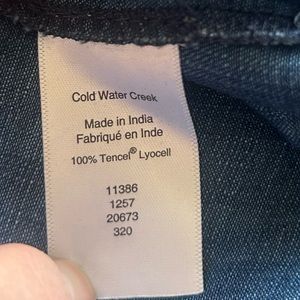 Cold Water Creek
Made in India
Fabriqué en Inde
100% Tencel® Lyocell
11386
1257
20673
320